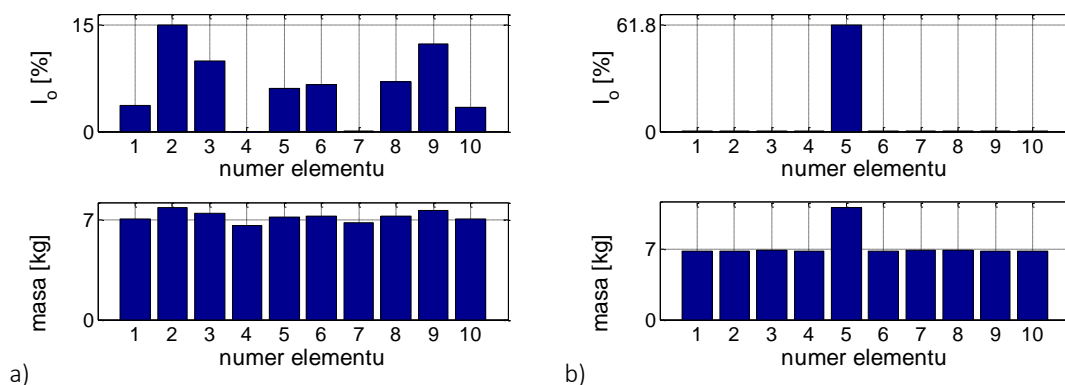 15
I_o [%]
0
1 2 3 4 5 6 7 8 9 10
numer elementu
7
masa [kg]
0
1 2 3 4 5 6 7 8 9 10
numer elementu
a)
61.8
I_o [%]
0
1 2 3 4 5 6 7 8 9 10
numer elementu
7
masa [kg]
0
1 2 3 4 5 6 7 8 9 10
numer elementu
b)